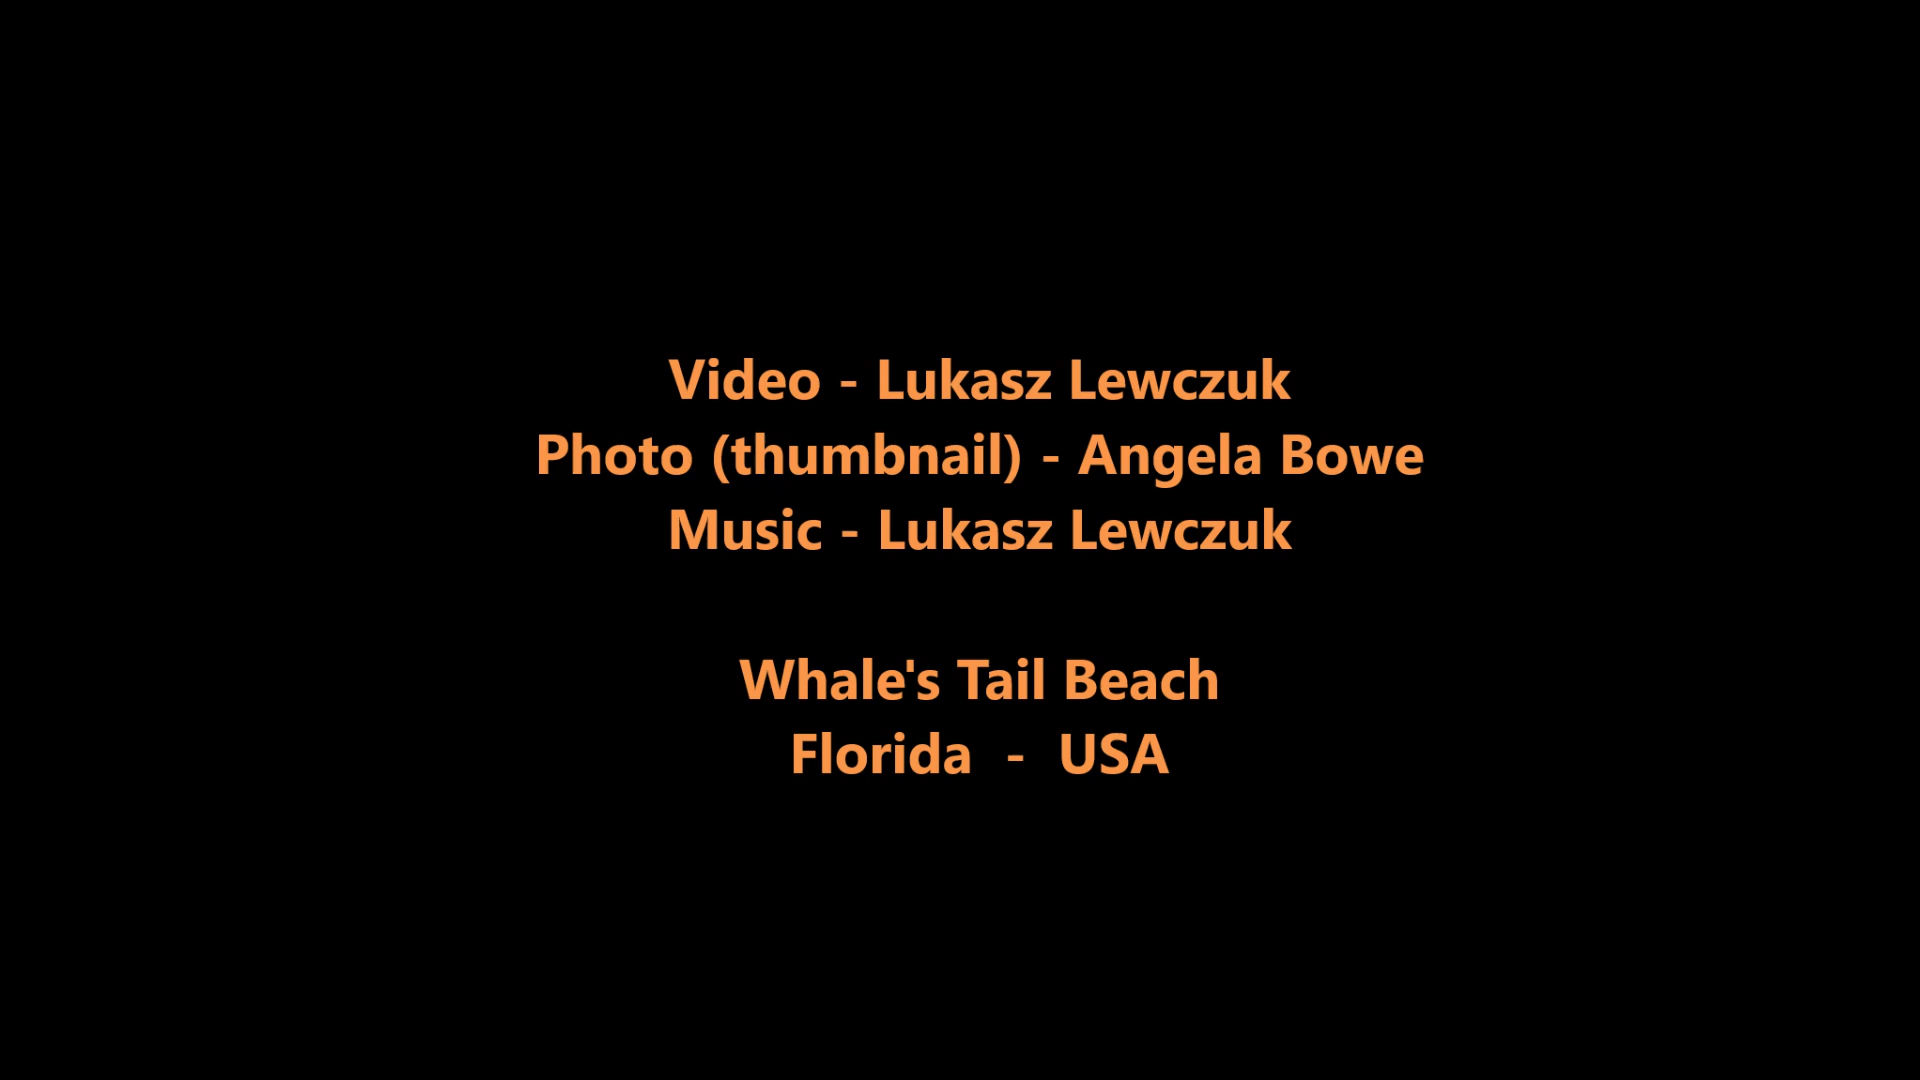 Video - Lukasz Lewczuk
Photo (thumbnail) - Angela Bowe
Music - Lukasz Lewczuk
Whale's Tail Beach
Florida - USA